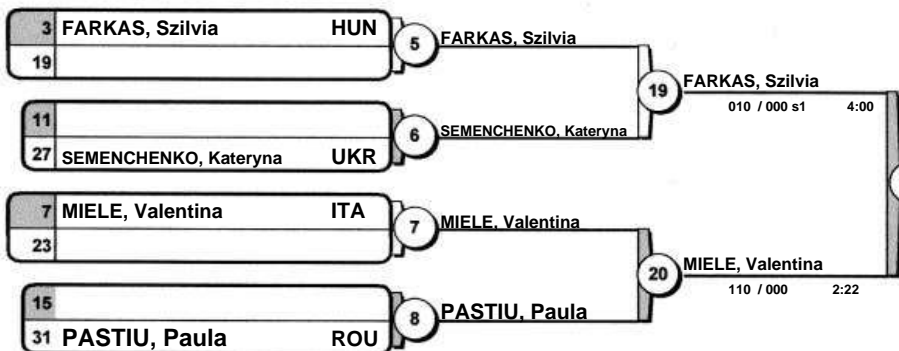 3 FARKAS, Szilvia HUN
19
5
FARKAS, Szilvia
11
27 SEMENCHENKO, Kateryna UKR
6
SEMENCHENKO, Kateryna
19
FARKAS, Szilvia
010 / 000 s1 4:00
7 MIELE, Valentina ITA
23
7
MIELE, Valentina
15
31 PASTIU, Paula ROU
8
PASTIU, Paula
20
MIELE, Valentina
110 / 000 2:22